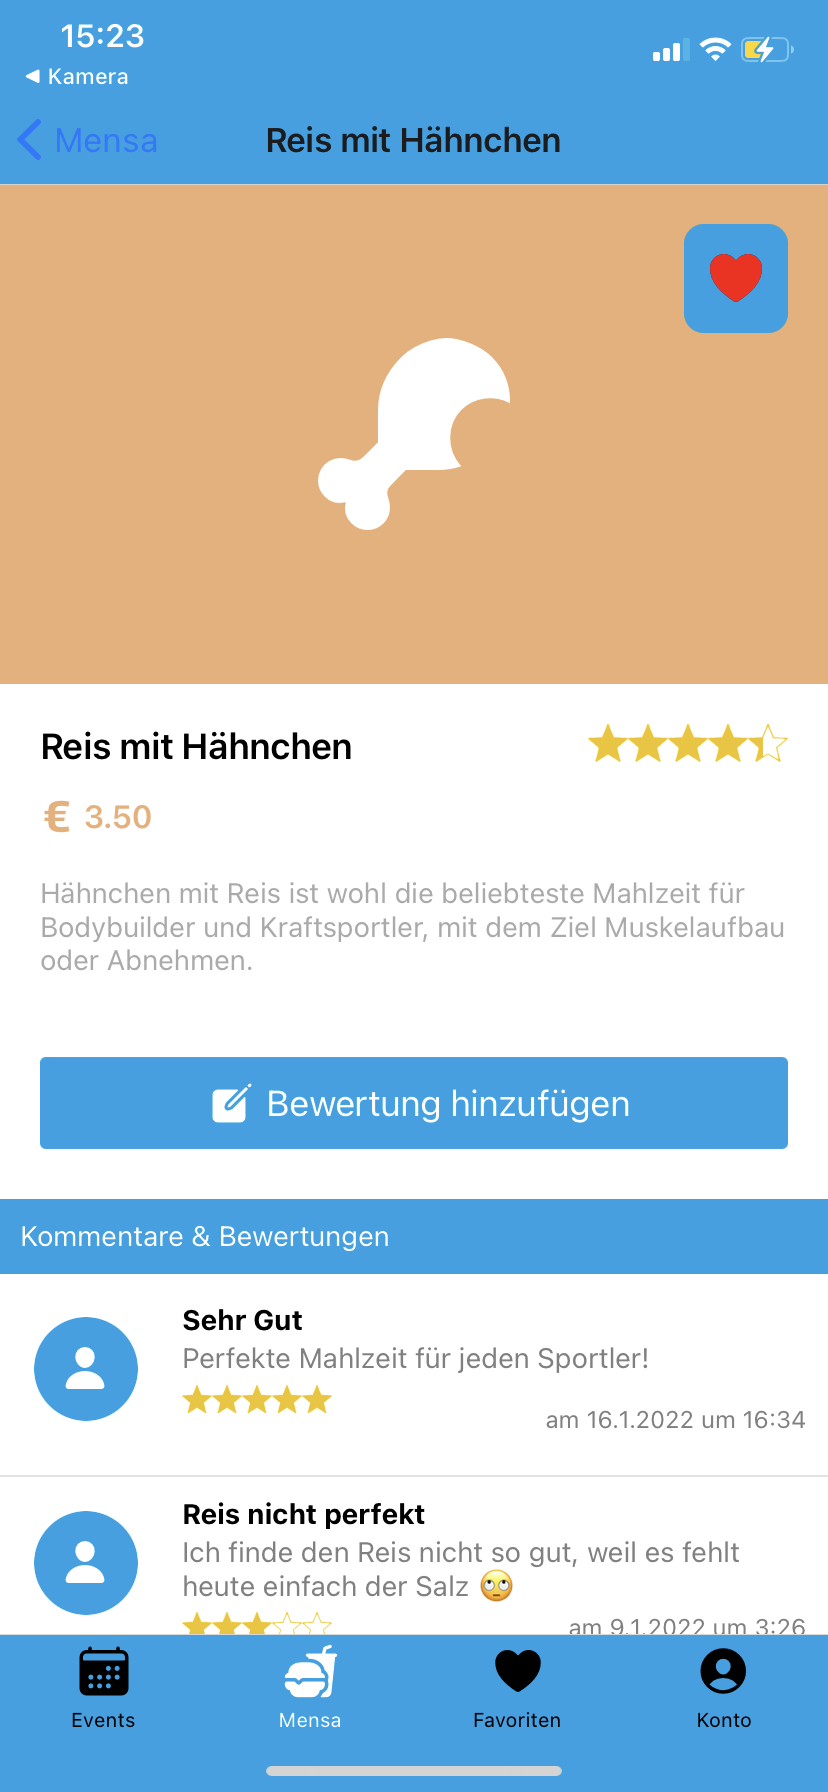 15:23
◀ Kamera
Mensa
Reis mit Hähnchen
Reis mit Hähnchen
€ 3.50
Hähnchen mit Reis ist wohl die beliebteste Mahlzeit für
Bodybuilder und Kraftsportler, mit dem Ziel Muskelaufbau
oder Abnehmen.
Bewertung hinzufügen
Kommentare & Bewertungen
Sehr Gut
Perfekte Mahlzeit für jeden Sportler!
am 16.1.2022 um 16:34
Reis nicht perfekt
Ich finde den Reis nicht so gut, weil es fehlt
heute einfach der Salz 🙄
am 9.1.2022 um 3:26
Events
Mensa
Favoriten
Konto